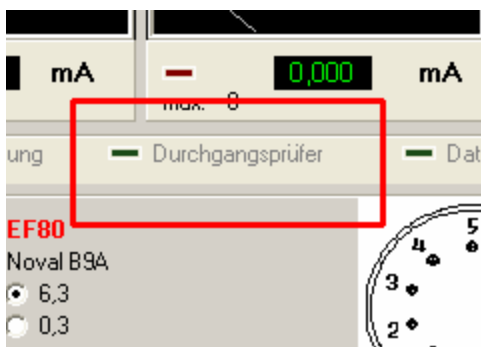 mA 0,000 mA
max. 8
ung Durchgangsprüfer Dat
EF80
Noval B9A
6,3
0,3
5
4
3
2